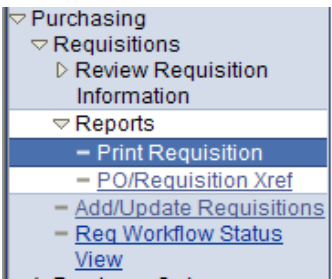 Purchasing
Requisitions
Review Requisition
Information
Reports
– Print Requisition
– PO/Requisition Xref
– Add/Update Requisitions
– Req Workflow Status
View